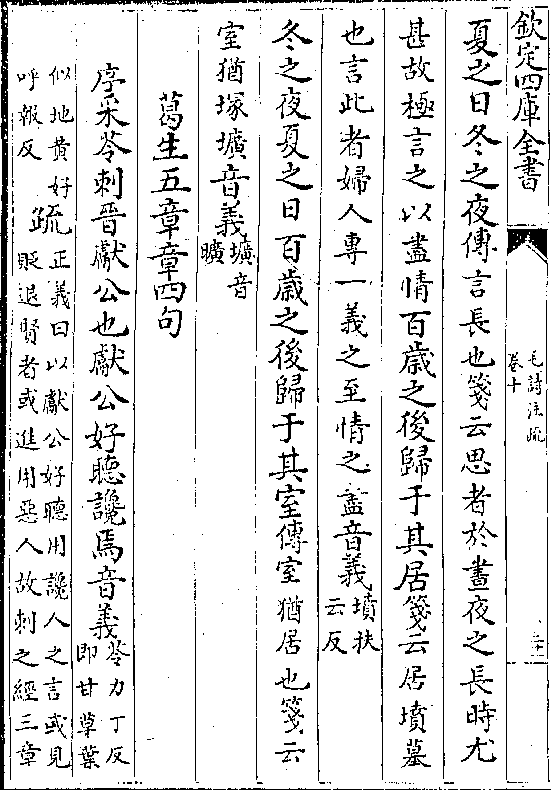 欽定四庫全書
毛詩注疏
卷十
夏之日冬之夜傳言長也箋云思者於晝夜之長時尤
甚故極言之以盡情百歳之後歸于其居箋云居墳墓
也言此者婦人專一義之至情之盡音義墳扶
云反
冬之夜夏之日百歳之後歸于其室傳室猶居也箋云
室猶塚壙音義壙音
曠
葛生五章章四句
序采苓刺晉獻公也獻公好聽讒焉音義苓力丁反
即甘草葉
似地黄好
呼報反疏正義曰以獻公好聽用讒人之言或見
貶退賢者或進用惡人故刺之經三章